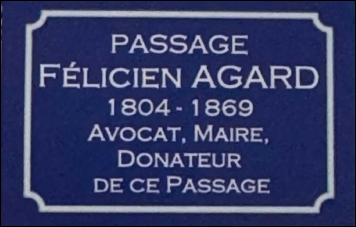 PASSAGE
FÉLICIEN AGARD
1804 - 1869
AVOCAT, MAIRE,
DONATEUR
DE CE PASSAGE